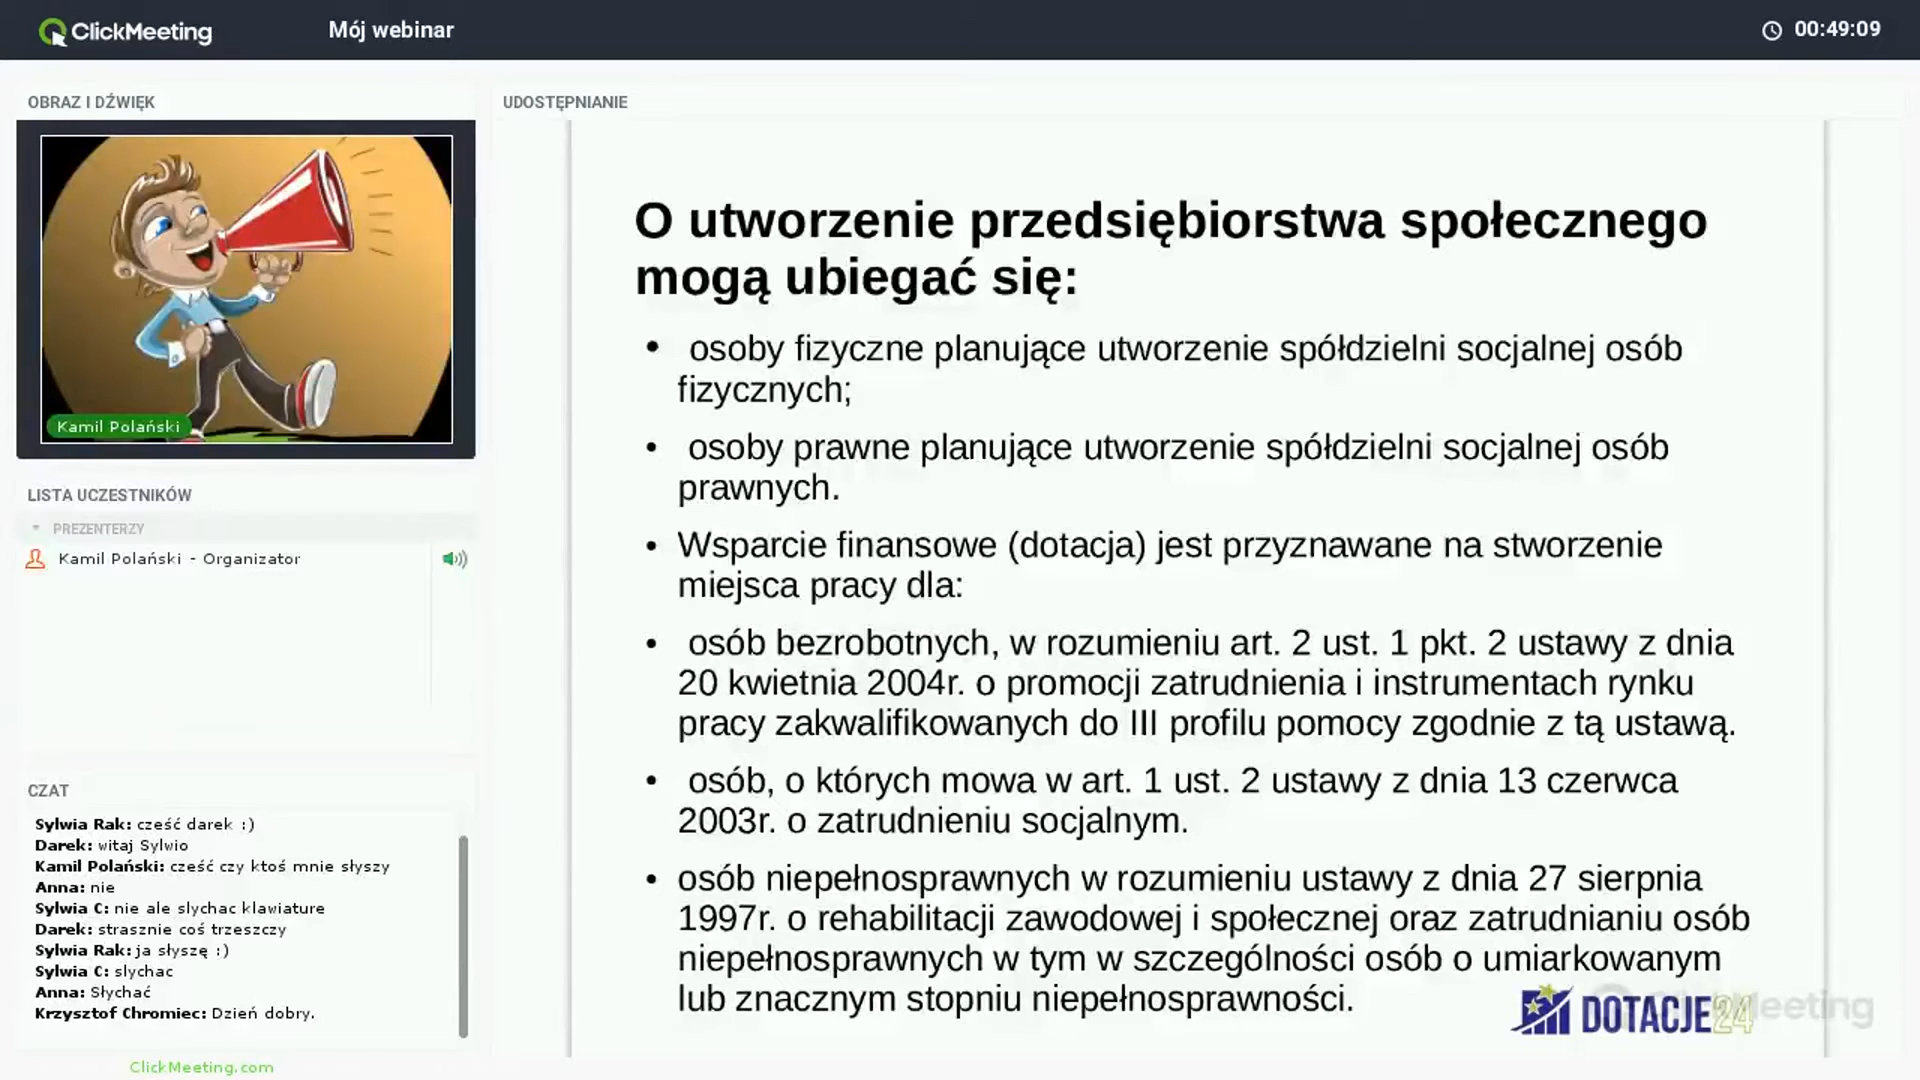 ClickMeeting
Mój webinar
00:49:09
OBRAZ I DŹWIĘK
Kamil Polański
LISTA UCZESTNIKÓW
PREZENTERZY
Kamil Polański - Organizator
CZAT
Sylwia Rak: cześć darek :)
Darek: witaj Sylwio
Kamil Polański: cześć czy ktoś mnie słyszy
Anna: nie
Sylwia C: nie ale slychac klawiature
Darek: strasznie coś trzeszczy
Sylwia Rak: ja słyszę :)
Sylwia C: slychac
Anna: Słychać
Krzysztof Chromiec: Dzień dobry.
ClickMeeting.com
UDOSTĘPNIANIE
O utworzenie przedsiębiorstwa społecznego
mogą ubiegać się:
• osoby fizyczne planujące utworzenie spółdzielni socjalnej osób
fizycznych;
• osoby prawne planujące utworzenie spółdzielni socjalnej osób
prawnych.
• Wsparcie finansowe (dotacja) jest przyznawane na stworzenie
miejsca pracy dla:
• osób bezrobotnych, w rozumieniu art. 2 ust. 1 pkt. 2 ustawy z dnia
20 kwietnia 2004r. o promocji zatrudnienia i instrumentach rynku
pracy zakwalifikowanych do III profilu pomocy zgodnie z tą ustawą.
• osób, o których mowa w art. 1 ust. 2 ustawy z dnia 13 czerwca
2003r. o zatrudnieniu socjalnym.
• osób niepełnosprawnych w rozumieniu ustawy z dnia 27 sierpnia
1997r. o rehabilitacji zawodowej i społecznej oraz zatrudnianiu osób
niepełnosprawnych w tym w szczególności osób o umiarkowanym
lub znacznym stopniu niepełnosprawności.
DOTACJE24
ClickMeeting